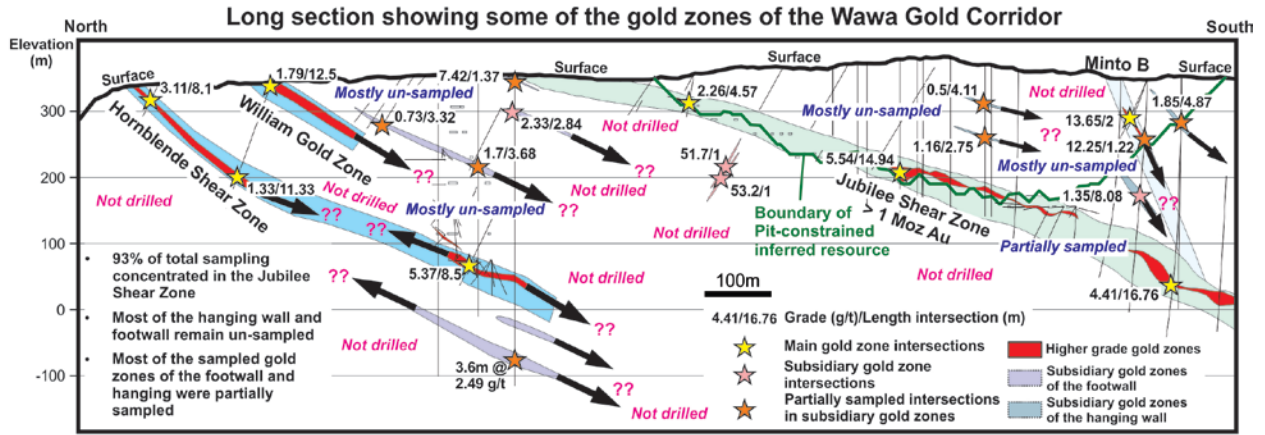 Long section showing some of the gold zones of the Wawa Gold Corridor
North
South
Elevation
(m)
300
200
100
0
-100
Surface
3.11/8.1
Hornblende Shear Zone
1.33/11.33
Not drilled
??
1.79/12.5
William Gold Zone
Mostly un-sampled
0.73/3.32
??
Not drilled
7.42/1.37
Surface
2.33/2.84
1.7/3.68
??
??
Not drilled
Not drilled
Mostly un-sampled
??
5.37/8.5
Not drilled
??
??
Not drilled
3.6m @
2.49 g/t
??
Not drilled
2.26/4.57
51.7/1
53.2/1
Not drilled
Boundary of
Pit-constrained
inferred resource
Surface
Mostly un-sampled
0.5/4.11
??
1.16/2.75
5.54/14.94
Jubilee Shear Zone
> 1 Moz Au
Not drilled
Minto B
Surface
Not drilled
1.85/4.87
13.65/2
12.25/1.22
Mostly un-sampled
1.35/8.08
??
Partially sampled
4.41/16.76
• 93% of total sampling
concentrated in the Jubilee
Shear Zone
• Most of the hanging wall and
footwall remain un-sampled
• Most of the sampled gold
zones of the footwall and
hanging were partially
sampled
100m
4.41/16.76 Grade (g/t)/Length intersection (m)
Main gold zone intersections
Subsidiary gold zone
intersections
Partially sampled intersections
in subsidiary gold zones
Higher grade gold zones
Subsidiary gold zones
of the footwall
Subsidiary gold zones
of the hanging wall